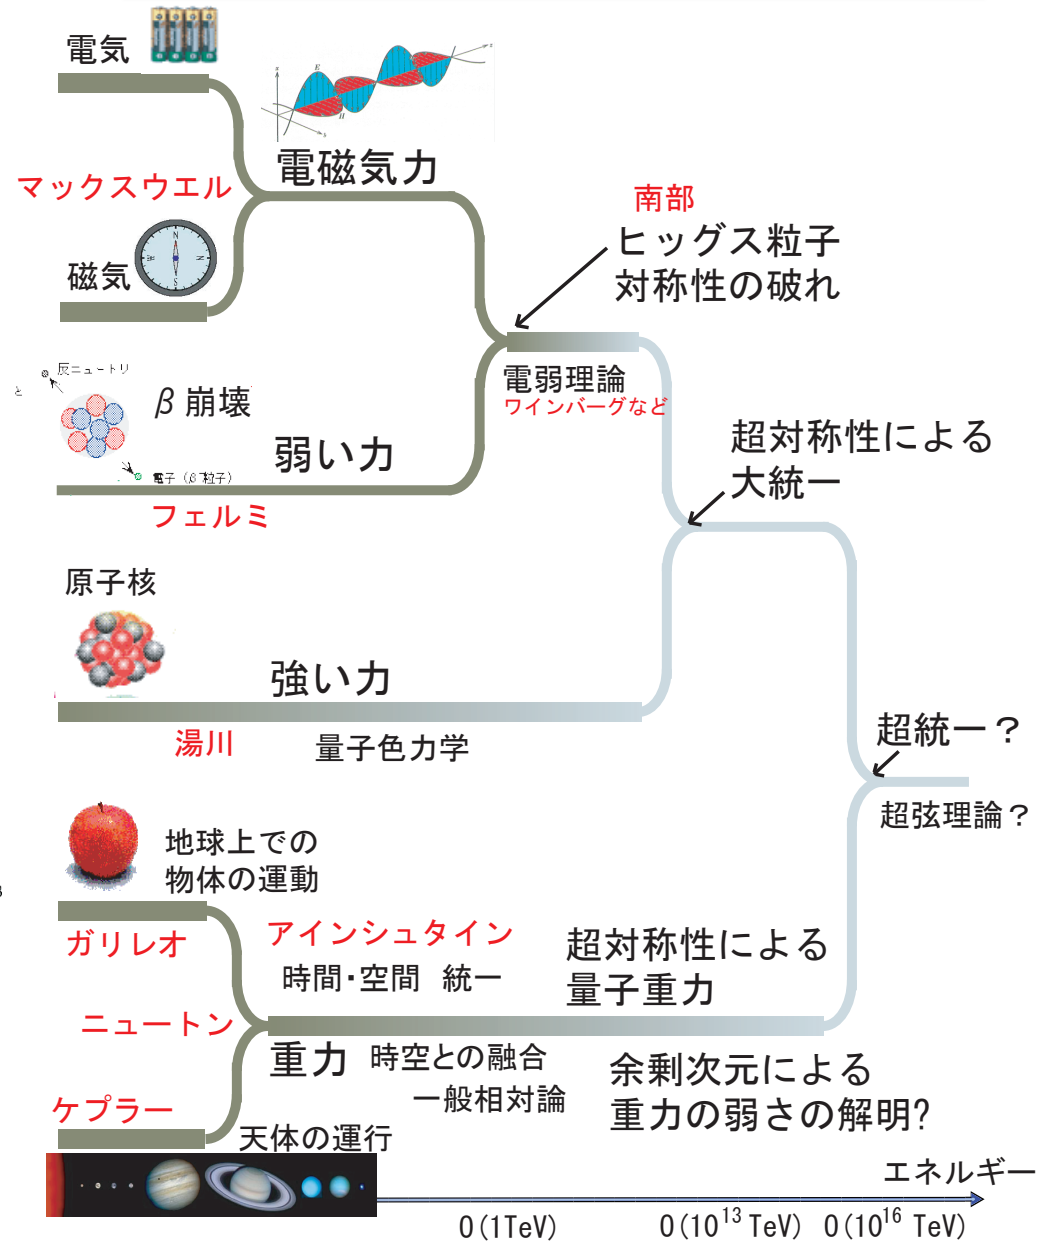 電気
電磁気力
マックスウエル
磁気
N
S
E
H
南部
ヒッグス粒子
対称性の破れ
電弱理論
ワインバーグなど
反ニュートリ
と
β 崩壊
弱い力
電子（β⁻粒子）
フェルミ
超対称性による
大統一
原子核
強い力
湯川
量子色力学
超統一？
超弦理論？
地球上での
物体の運動
ガリレオ
アインシュタイン
時間・空間　統一
超対称性による
量子重力
ニュートン
重力
時空との融合
一般相対論
余剰次元による
重力の弱さの解明?
ケプラー
天体の運行
エネルギー
O(1TeV)
O(10¹³ TeV)
O(10¹⁶ TeV)